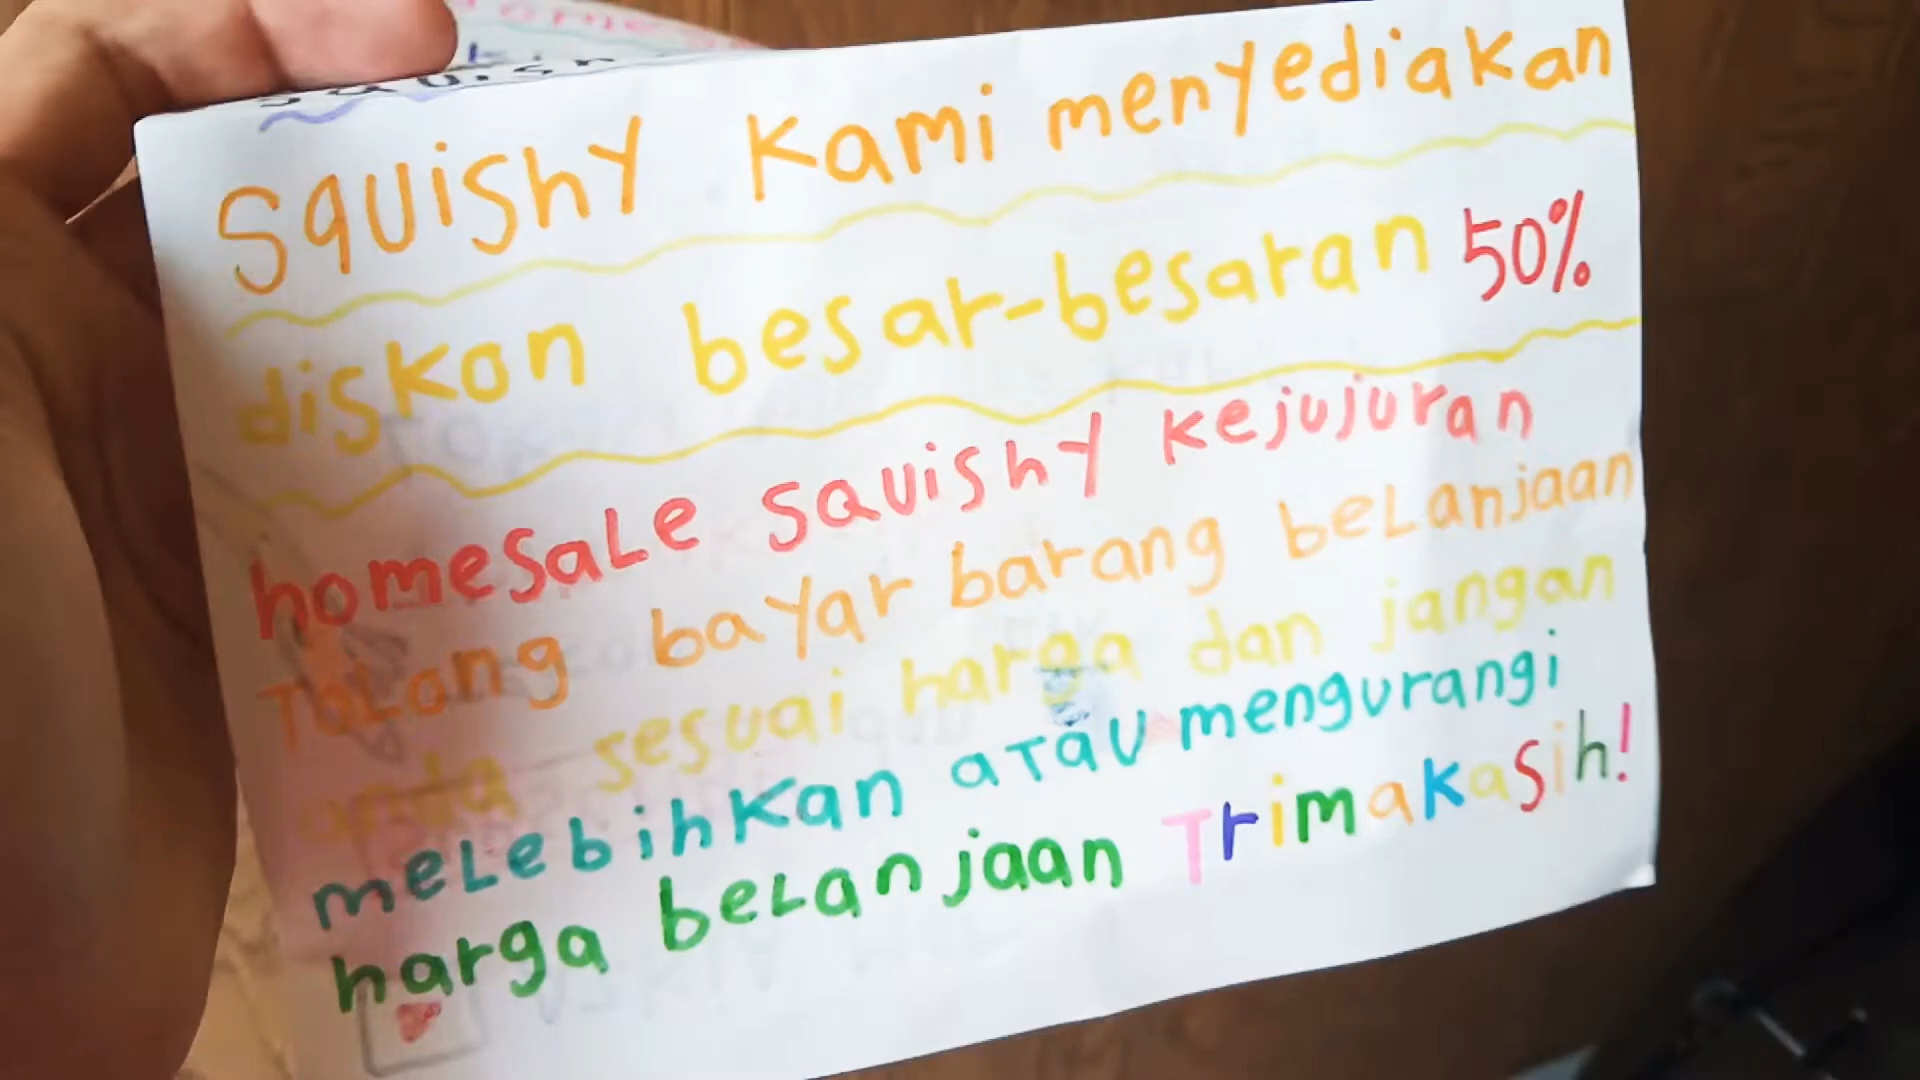 squishy kami menyediakan
diskon besar-besaran 50%
homesale squishy kejujuran
Tolong bayar barang belanjaan
anda sesuai harga dan jangan
melebihkan atau mengurangi
harga belanjaan Trimakasih!